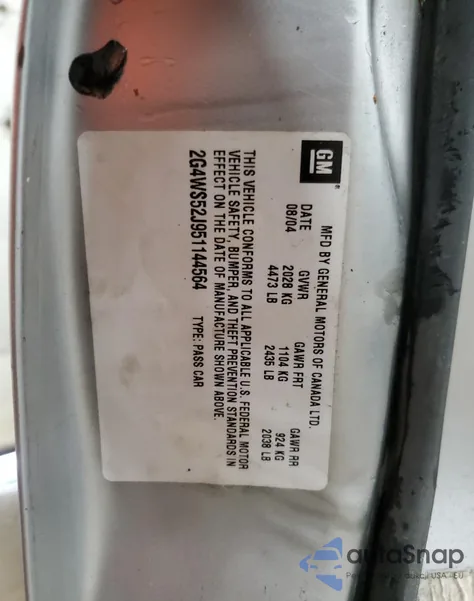 GM
MFD BY GENERAL MOTORS OF CANADA LTD.
DATE GVWR GAWR FRT GAWR RR
08/04 2028 KG 1104 KG 924 KG
4473 LB 2435 LB 2038 LB
THIS VEHICLE CONFORMS TO ALL APPLICABLE U.S. FEDERAL MOTOR
VEHICLE SAFETY, BUMPER, AND THEFT PREVENTION STANDARDS IN
EFFECT ON THE DATE OF MANUFACTURE SHOWN ABOVE.
2G4WS52J951144564 TYPE: PASS CAR
autoSnap
USA - EU